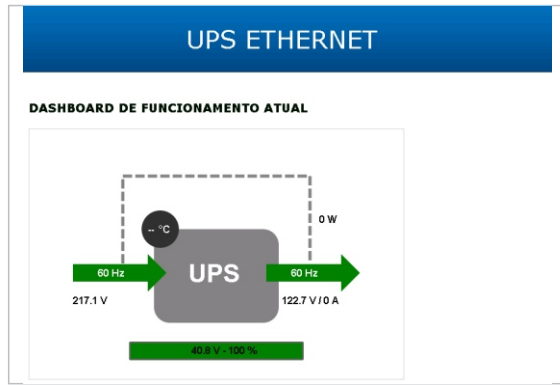 UPS ETHERNET
DASHBOARD DE FUNCIONAMENTO ATUAL
0 W
-- °C
60 Hz
UPS
60 Hz
217.1 V
122.7 V / 0 A
40.8 V - 100 %